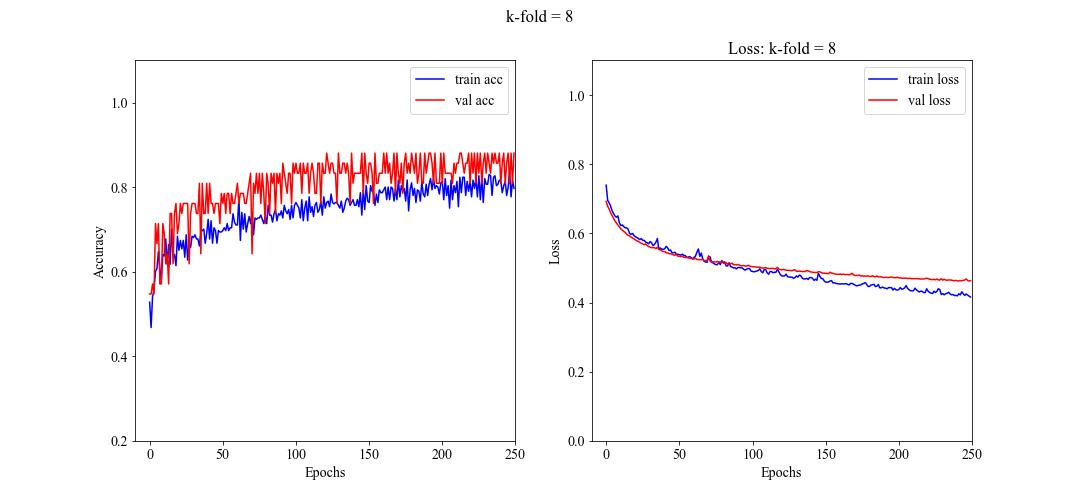 k-fold = 8
train acc
val acc
1.0
0.8
0.6
0.4
0.2
Accuracy
0
50
100
150
200
250
Epochs
Loss: k-fold = 8
train loss
val loss
1.0
0.8
0.6
0.4
0.2
0.0
Loss
0
50
100
150
200
250
Epochs